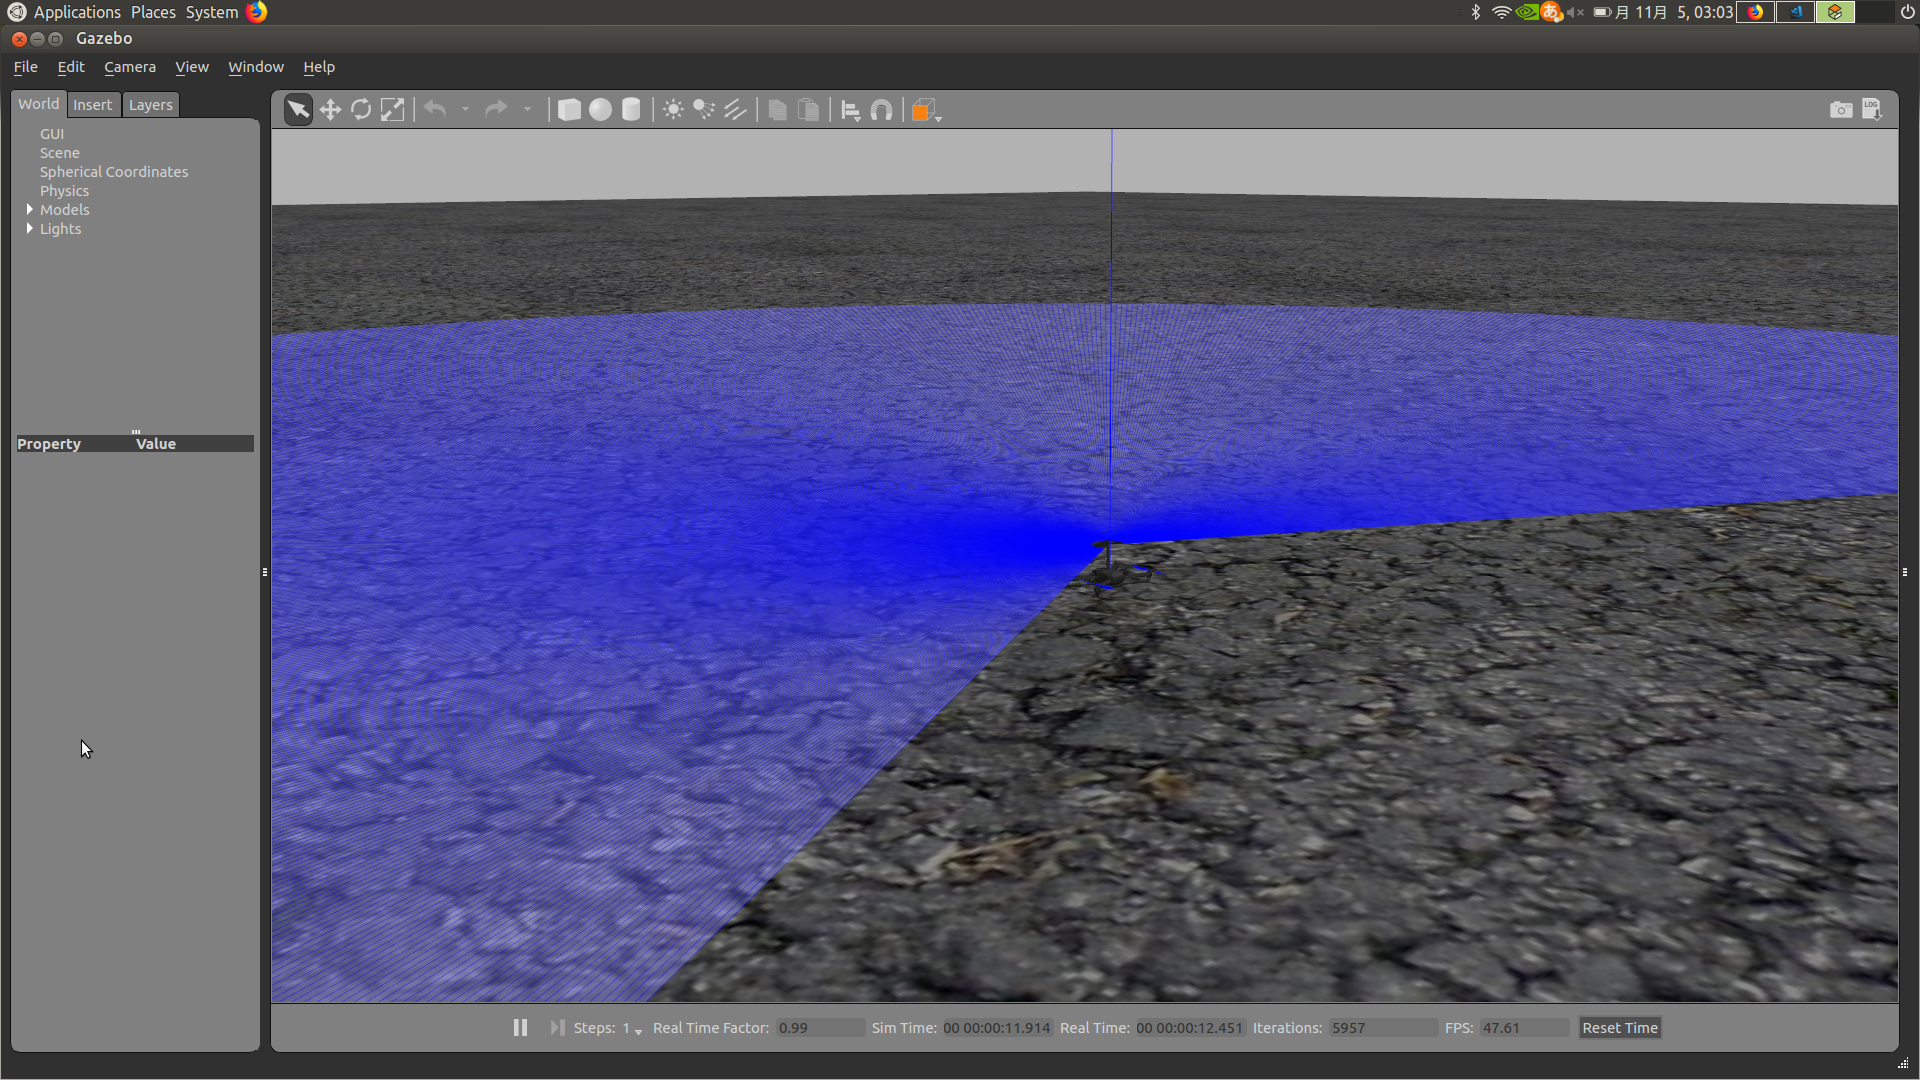 Applications Places System あ 月 11月 5, 03:03
Gazebo
File Edit Camera View Window Help
World Insert Layers
LOG
GUI
Scene
Spherical Coordinates
Physics
Models
Lights
Property Value
Steps: 1 Real Time Factor: 0.99 Sim Time: 00 00:00:11.914 Real Time: 00 00:00:12.451 Iterations: 5957 FPS: 47.61 Reset Time